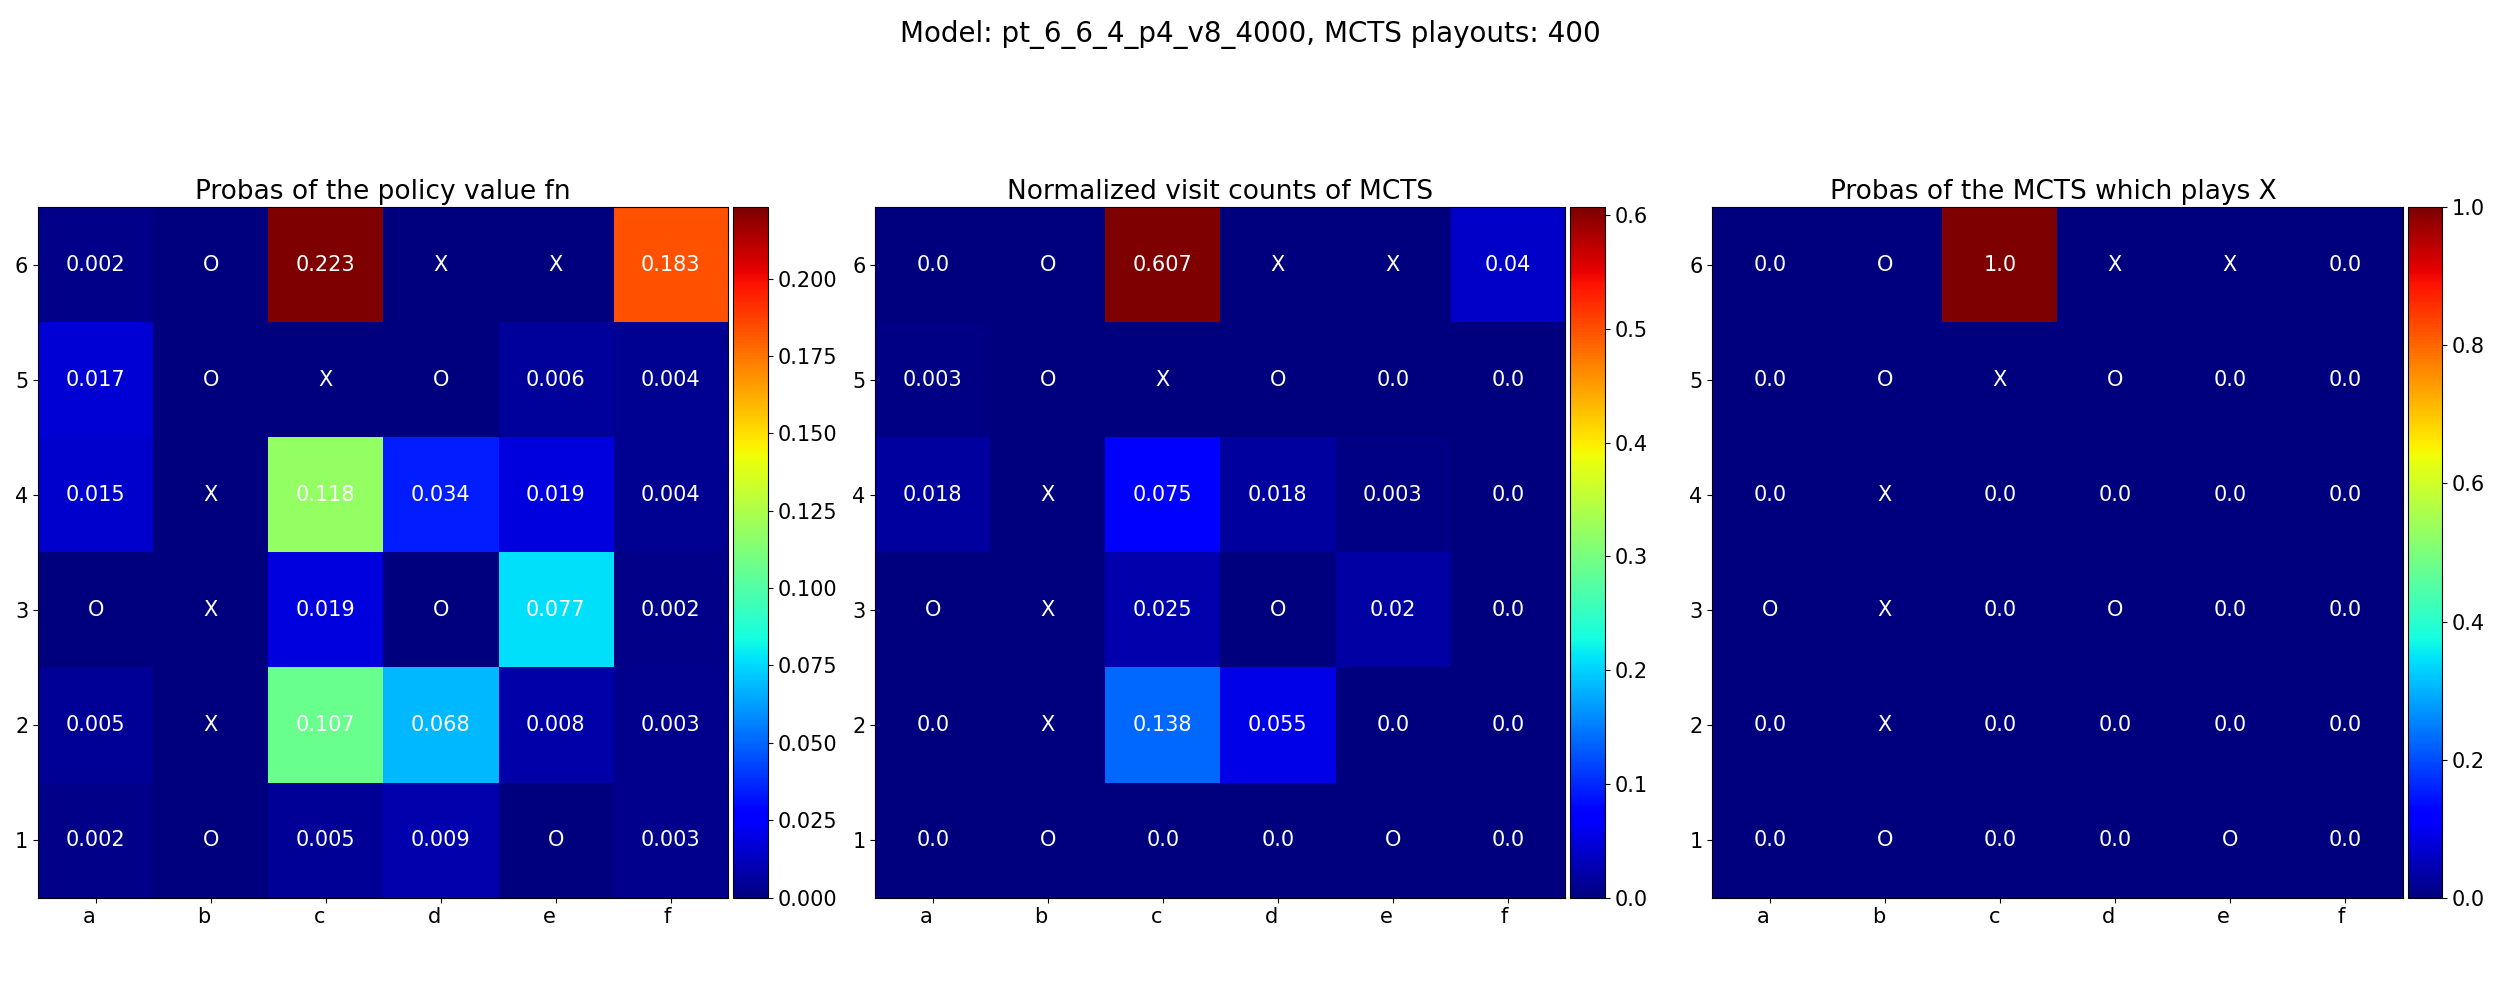 Model: pt_6_6_4_p4_v8_4000, MCTS playouts: 400
Probas of the policy value fn
6 0.002 O 0.223 X X 0.183
5 0.017 O X O 0.006 0.004
4 0.015 X 0.118 0.034 0.019 0.004
3 O X 0.019 O 0.077 0.002
2 0.005 X 0.107 0.068 0.008 0.003
1 0.002 O 0.005 0.009 O 0.003
a b c d e f
0.200
0.175
0.150
0.125
0.100
0.075
0.050
0.025
0.000
Normalized visit counts of MCTS
6 0.0 O 0.607 X X 0.04
5 0.003 O X O 0.0 0.0
4 0.018 X 0.075 0.018 0.003 0.0
3 O X 0.025 O 0.02 0.0
2 0.0 X 0.138 0.055 0.0 0.0
1 0.0 O 0.0 0.0 O 0.0
a b c d e f
0.6
0.5
0.4
0.3
0.2
0.1
0.0
Probas of the MCTS which plays X
6 0.0 O 1.0 X X 0.0
5 0.0 O X O 0.0 0.0
4 0.0 X 0.0 0.0 0.0 0.0
3 O X 0.0 O 0.0 0.0
2 0.0 X 0.0 0.0 0.0 0.0
1 0.0 O 0.0 0.0 O 0.0
a b c d e f
1.0
0.8
0.6
0.4
0.2
0.0